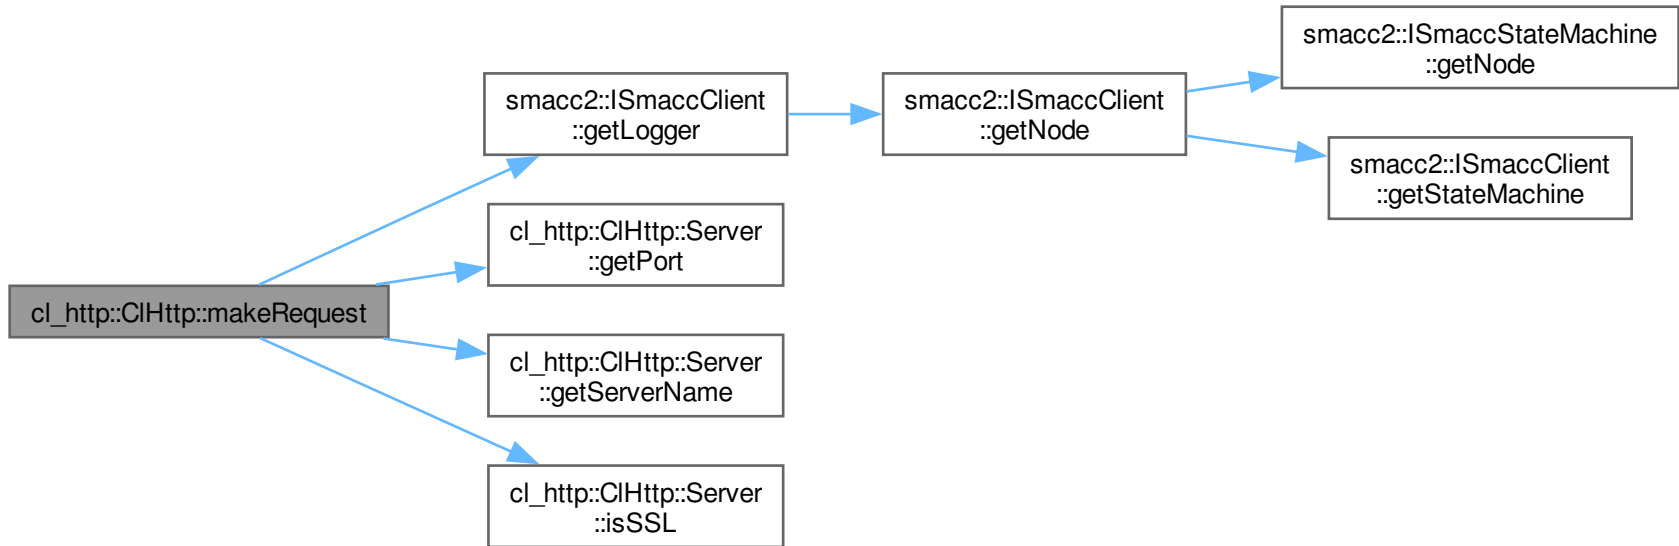 cl_http::ClHttp::makeRequest
smacc2::ISmaccClient
::getLogger
smacc2::ISmaccClient
::getNode
smacc2::ISmaccStateMachine
::getNode
smacc2::ISmaccClient
::getStateMachine
cl_http::ClHttp::Server
::getPort
cl_http::ClHttp::Server
::getServerName
cl_http::ClHttp::Server
::isSSL